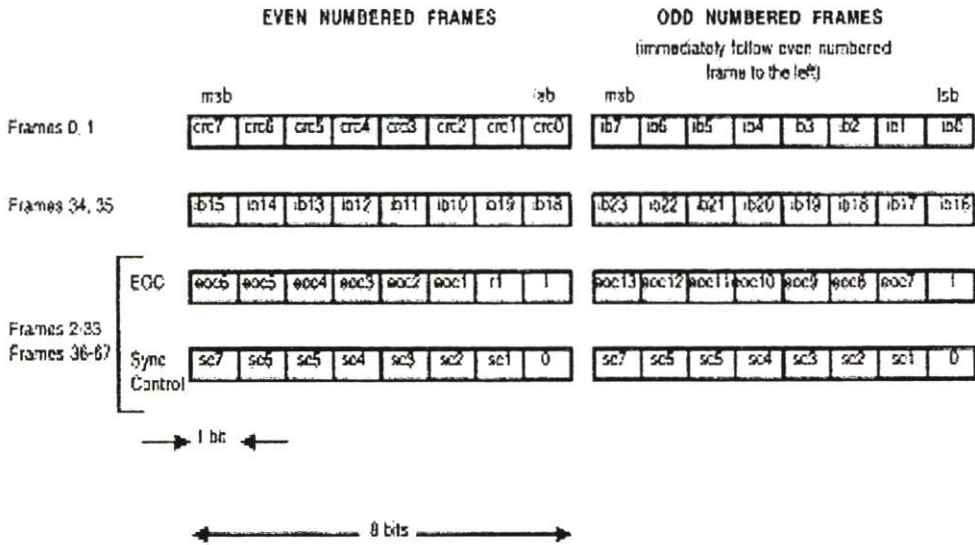 EVEN NUMBERED FRAMES
ODD NUMBERED FRAMES
(immediately follow even numbered
frame to the left)
msb lsb msb lsb
Frames 0, 1 crc7 crc6 crc5 crc4 crc3 crc2 crc1 crc0 ib7 ib6 ib5 ib4 ib3 ib2 ib1 ib0
Frames 34, 35 ib15 ib14 ib13 ib12 ib11 ib10 ib19 ib18 ib23 ib22 ib21 ib20 ib19 ib18 ib17 ib16
EOC eoc6 eoc5 eoc4 eoc3 eoc2 eoc1 r1 1 eoc13 eoc12 eoc11 eoc10 eoc9 eoc8 eoc7 1
Frames 2-33
Frames 36-67
Sync
Control
sc7 sc6 sc5 sc4 sc3 sc2 sc1 0 sc7 sc5 sc5 sc4 sc3 sc2 sc1 0
1 bit
8 bits